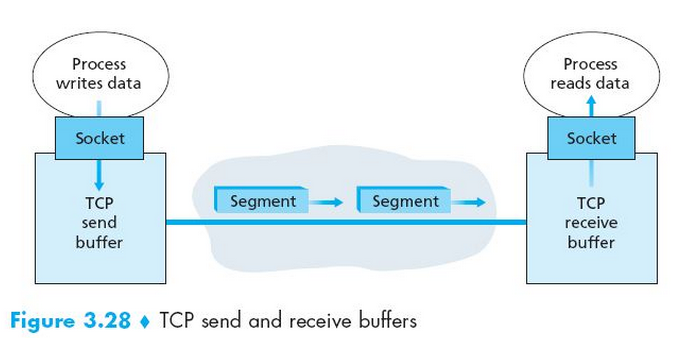 Process
writes data
Socket
TCP
send
buffer
Segment
Segment
Process
reads data
Socket
TCP
receive
buffer
Figure 3.28 ♦ TCP send and receive buffers